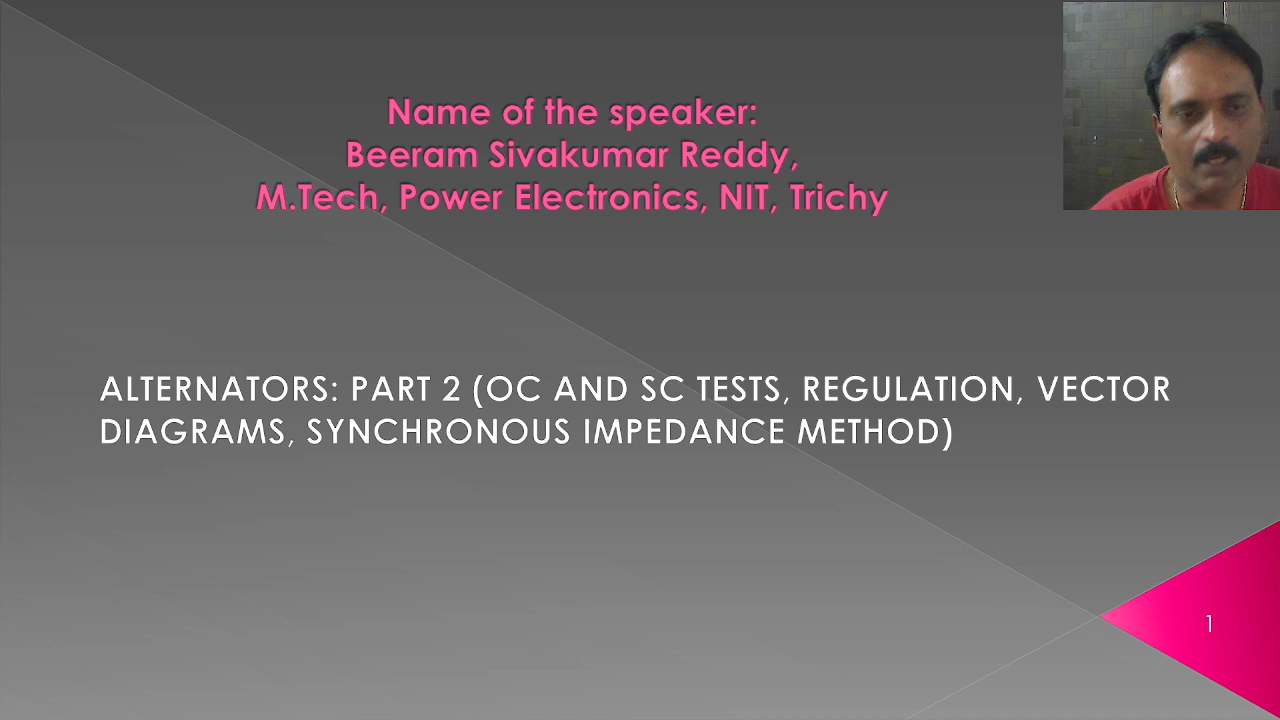 Name of the speaker:
Beeram Sivakumar Reddy,
M.Tech, Power Electronics, NIT, Trichy
ALTERNATORS: PART 2 (OC AND SC TESTS, REGULATION, VECTOR
DIAGRAMS, SYNCHRONOUS IMPEDANCE METHOD)
1